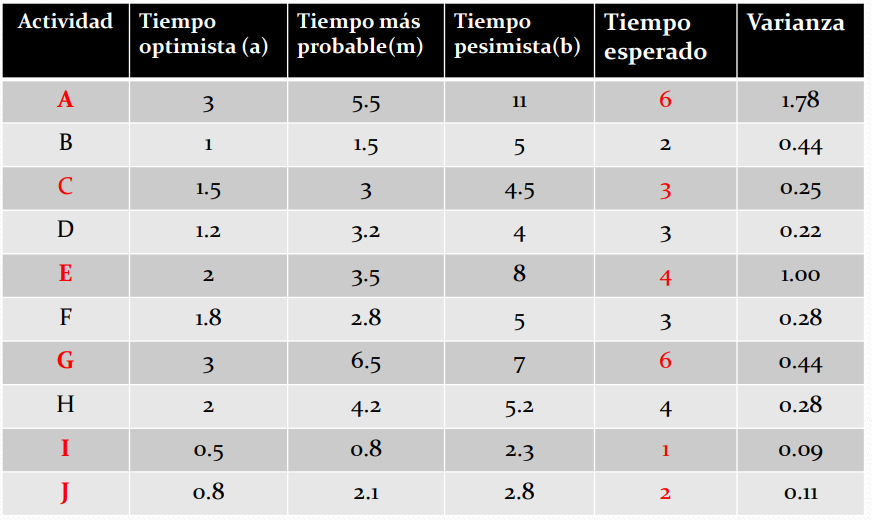 Actividad Tiempo optimista (a) Tiempo más probable(m) Tiempo pesimista(b) Tiempo esperado Varianza
A 3 5.5 11 6 1.78
B 1 1.5 5 2 0.44
C 1.5 3 4.5 3 0.25
D 1.2 3.2 4 3 0.22
E 2 3.5 8 4 1.00
F 1.8 2.8 5 3 0.28
G 3 6.5 7 6 0.44
H 2 4.2 5.2 4 0.28
I 0.5 0.8 2.3 1 0.09
J 0.8 2.1 2.8 2 0.11